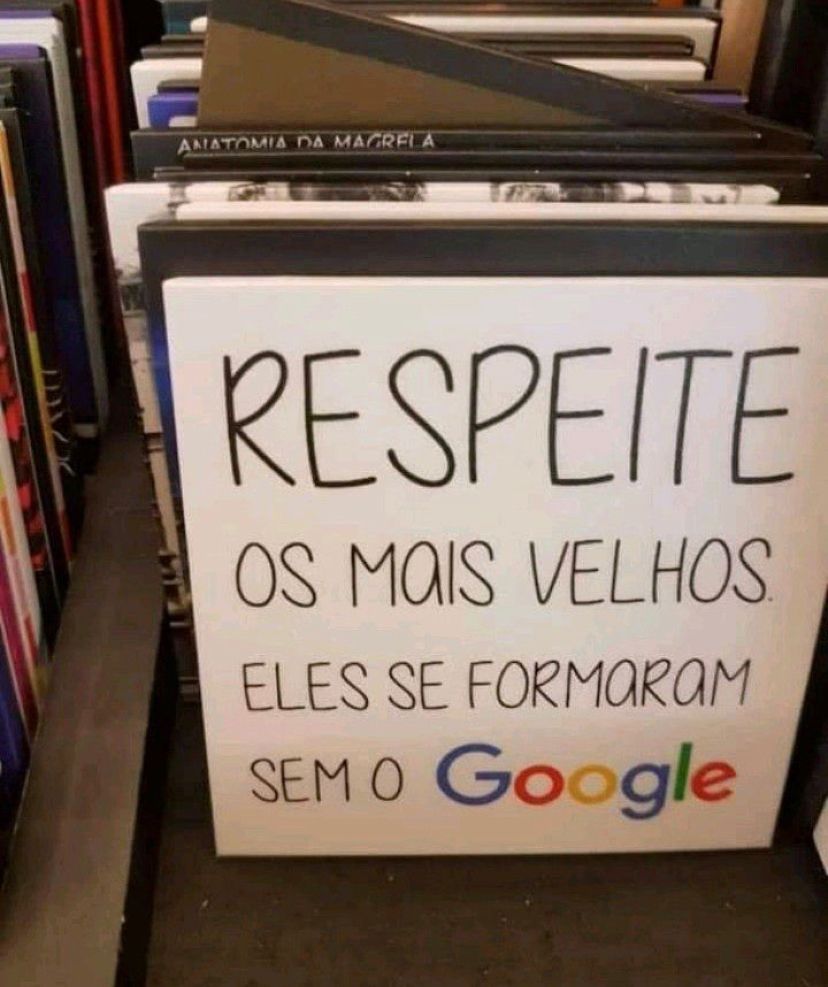 ANATOMIA DA MAGRELA
RESPEITE
OS MAIS VELHOS.
ELES SE FORMARAM
SEM O Google